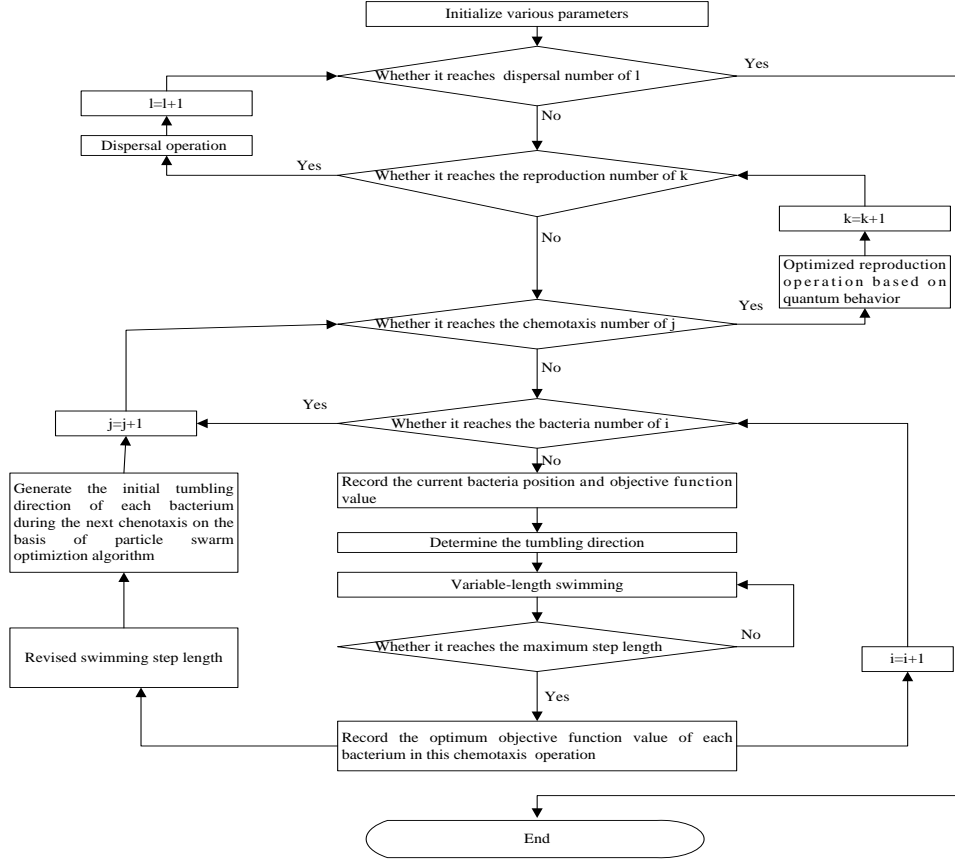 Initialize various parameters
Whether it reaches dispersal number of l
Yes
l=l+1
No
Dispersal operation
Yes
Whether it reaches the reproduction number of k
k=k+1
No
Optimized reproduction
operation based on
quantum behavior
Yes
Whether it reaches the chemotaxis number of j
No
Yes
j=j+1
Whether it reaches the bacteria number of i
No
Generate the initial tumbling
direction of each bacterium
during the next chenotaxis on the
basis of particle swarm
optimiztion algorithm
Record the current bacteria position and objective function
value
Determine the tumbling direction
Variable-length swimming
Whether it reaches the maximum step length
No
Revised swimming step length
i=i+1
Yes
Record the optimum objective function value of each
bacterium in this chemotaxis operation
End